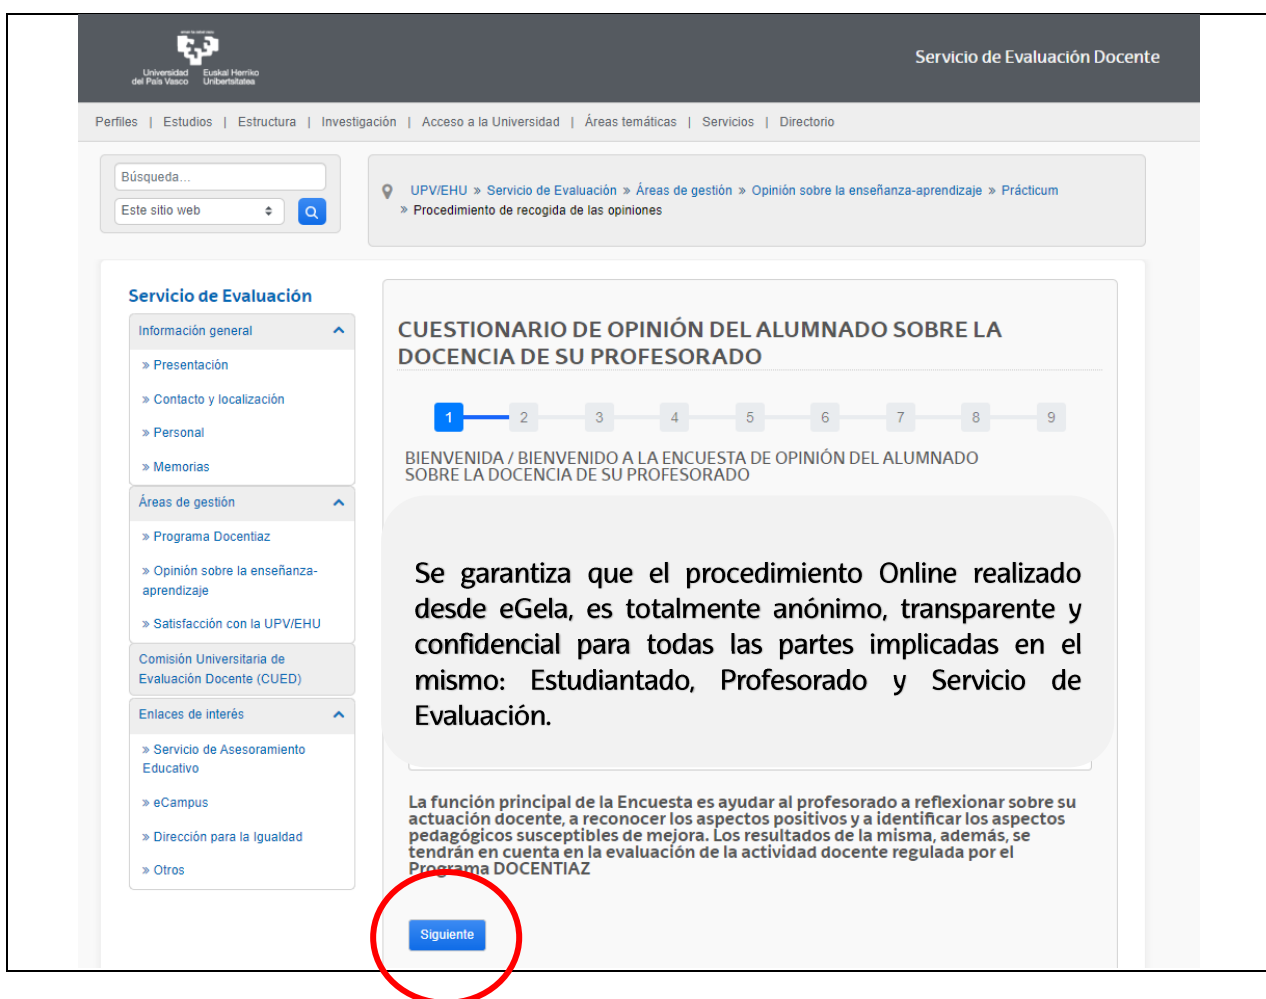 Universidad del País Vasco
Euskal Herriko Unibertsitatea
Servicio de Evaluación Docente
Perfiles | Estudios | Estructura | Investigación | Acceso a la Universidad | Áreas temáticas | Servicios | Directorio
Búsqueda...
Este sitio web
UPV/EHU » Servicio de Evaluación » Áreas de gestión » Opinión sobre la enseñanza-aprendizaje » Prácticum
» Procedimiento de recogida de las opiniones
Servicio de Evaluación
Información general
» Presentación
» Contacto y localización
» Personal
» Memorias
Áreas de gestión
» Programa Docentiaz
» Opinión sobre la enseñanza-
aprendizaje
» Satisfacción con la UPV/EHU
Comisión Universitaria de
Evaluación Docente (CUED)
Enlaces de interés
» Servicio de Asesoramiento
Educativo
» eCampus
» Dirección para la Igualdad
» Otros
CUESTIONARIO DE OPINIÓN DEL ALUMNADO SOBRE LA
DOCENCIA DE SU PROFESORADO
1 2 3 4 5 6 7 8 9
BIENVENIDA / BIENVENIDO A LA ENCUESTA DE OPINIÓN DEL ALUMNADO
SOBRE LA DOCENCIA DE SU PROFESORADO
Se garantiza que el procedimiento Online realizado
desde eGela, es totalmente anónimo, transparente y
confidencial para todas las partes implicadas en el
mismo: Estudiantado, Profesorado y Servicio de
Evaluación.
La función principal de la Encuesta es ayudar al profesorado a reflexionar sobre su
actuación docente, a reconocer los aspectos positivos y a identificar los aspectos
pedagógicos susceptibles de mejora. Los resultados de la misma, además, se
tendrán en cuenta en la evaluación de la actividad docente regulada por el
Programa DOCENTIAZ
Siguiente